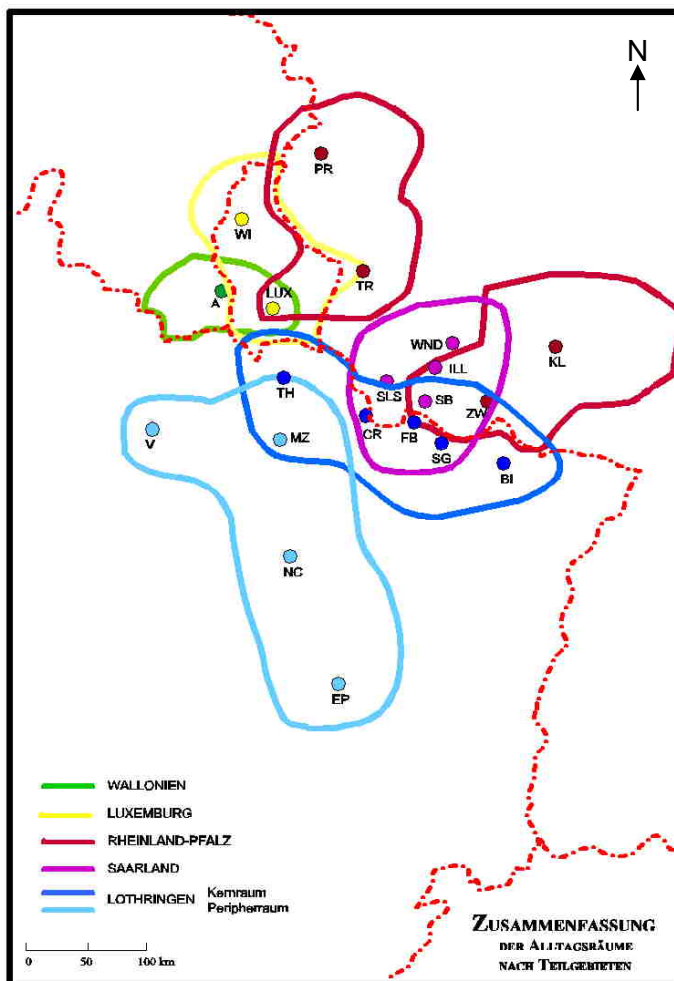 N
PR
WI
TR
A
LUX
WND
KL
ILL
SLS
TH
SB
ZW
CR
FB
V
MZ
SG
BI
NC
EP
WALLONIEN
LUXEMBURG
RHEINLAND-PFALZ
SAARLAND
LOTHRINGEN Kernraum
Peripherraum
0 50 100 km
ZUSAMMENFASSUNG
DER ALLTAGSRÄUME
NACH TEILGEBIETEN